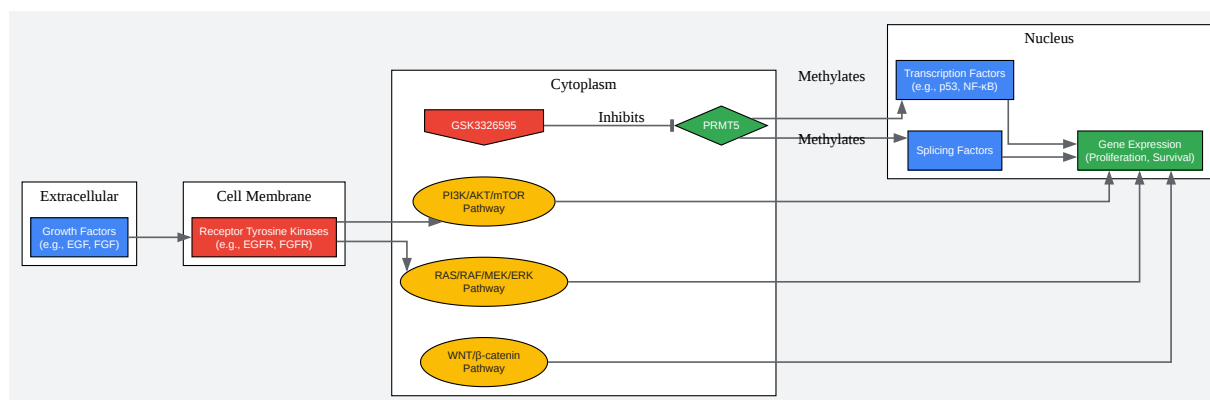 Nucleus
Cytoplasm
Methylates
Transcription Factors
(e.g., p53, NF-κB)
GSK3326595
Inhibits
PRMT5
Methylates
Splicing Factors
Gene Expression
(Proliferation, Survival)
Extracellular
Cell Membrane
PI3K/AKT/mTOR
Pathway
Growth Factors
(e.g., EGF, FGF)
Receptor Tyrosine Kinases
(e.g., EGFR, FGFR)
RAS/RAF/MEK/ERK
Pathway
WNT/β-catenin
Pathway